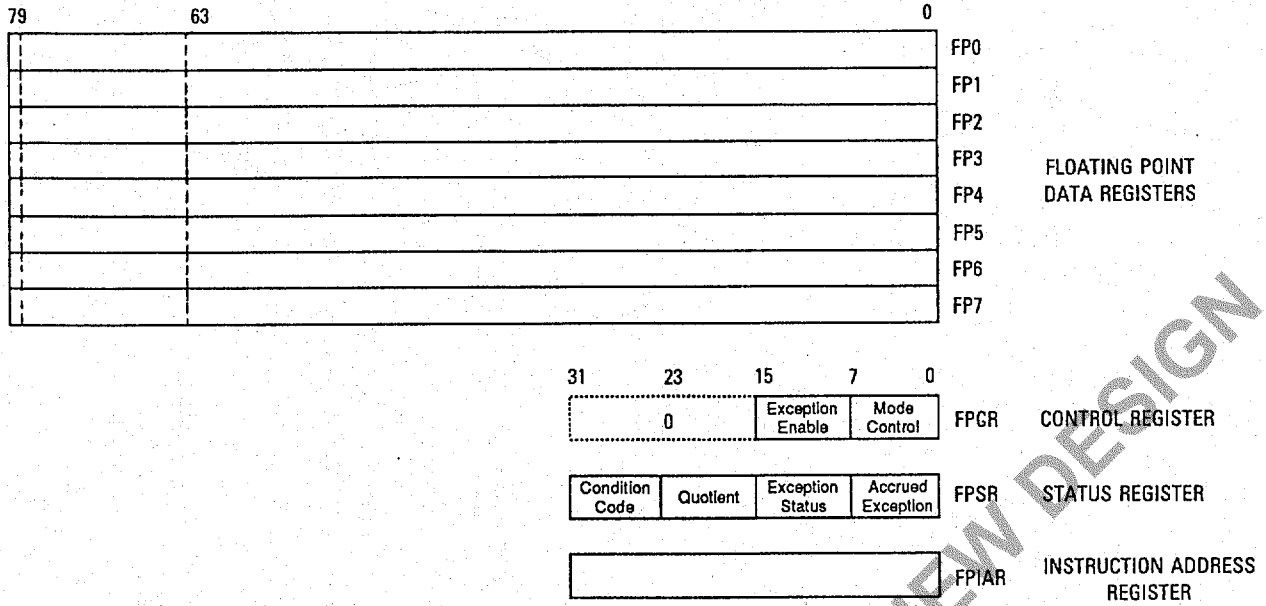 79 63 0
FP0
FP1
FP2
FP3
FP4
FP5
FP6
FP7
FLOATING POINT
DATA REGISTERS
31 23 15 7 0
0
Exception
Enable
Mode
Control
FPCR
CONTROL REGISTER
Condition
Code
Quotient
Exception
Status
Accrued
Exception
FPSR
STATUS REGISTER
FPIAR
INSTRUCTION ADDRESS
REGISTER
EW DESIGN